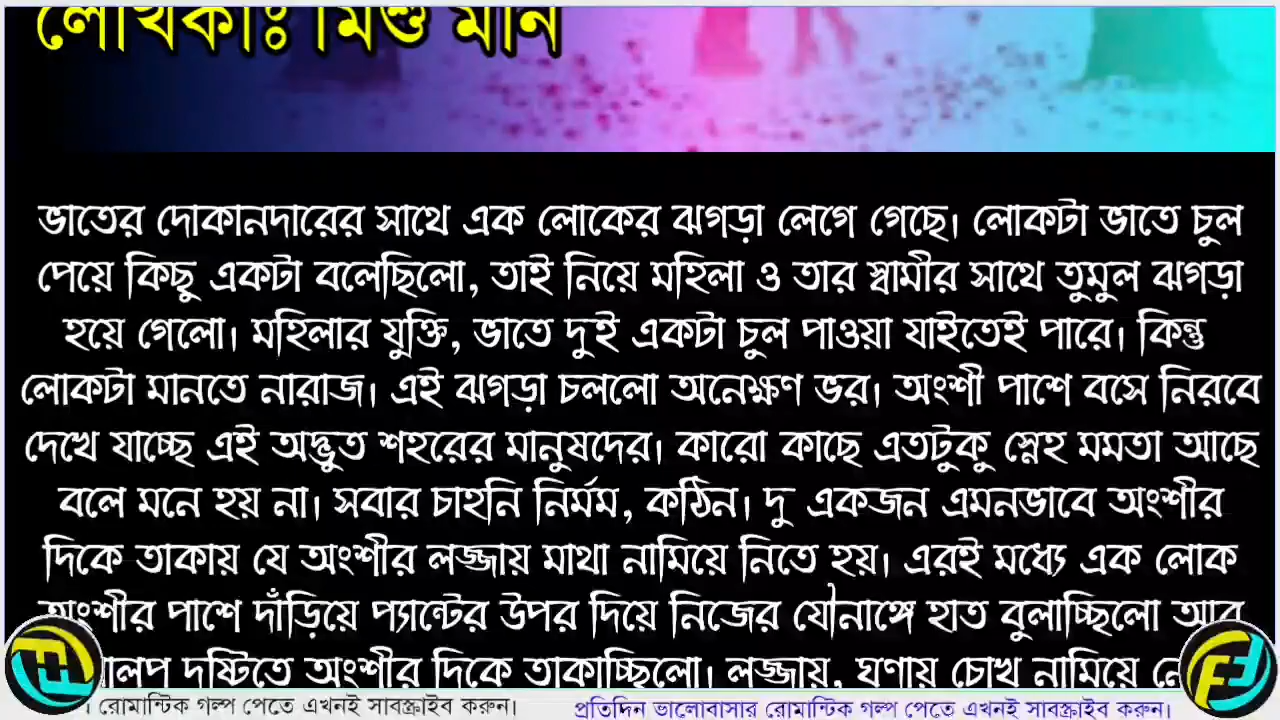 লেখিকাঃ মিশু মনি
ভাতের দোকানদারের সাথে এক লোকের ঝগড়া লেগে গেছে। লোকটা ভাতে চুল
পেয়ে কিছু একটা বলেছিলো, তাই নিয়ে মহিলা ও তার স্বামীর সাথে তুমুল ঝগড়া
হয়ে গেলো। মহিলার যুক্তি, ভাতে দুই একটা চুল পাওয়া যাইতেই পারে। কিন্তু
লোকটা মানতে নারাজ। এই ঝগড়া চললো অনেক্ষণ ভর। অংশী পাশে বসে নিরবে
দেখে যাচ্ছে এই অদ্ভুত শহরের মানুষদের। কারো কাছে এতটুকু স্নেহ মমতা আছে
বলে মনে হয় না। সবার চাহনি নির্মম, কঠিন। দু একজন এমনভাবে অংশীর
দিকে তাকায় যে অংশীর লজ্জায় মাথা নামিয়ে নিতে হয়। এরই মধ্যে এক লোক
অংশীর পাশে দাঁড়িয়ে প্যান্টের উপর দিয়ে নিজের যৌনাঙ্গে হাত বুলাচ্ছিলো আর
দৃষ্টিতে অংশীর দিকে তাকাচ্ছিলো। লজ্জায়, ঘৃণায় চোখ নামিয়ে
। রোমান্টিক গল্প পেতে এখনই সাবস্ক্রাইব করুন।
প্রতিদিন ভালোবাসার রোমান্টিক গল্প পেতে এখনই সাবস্ক্রাইব করুন।